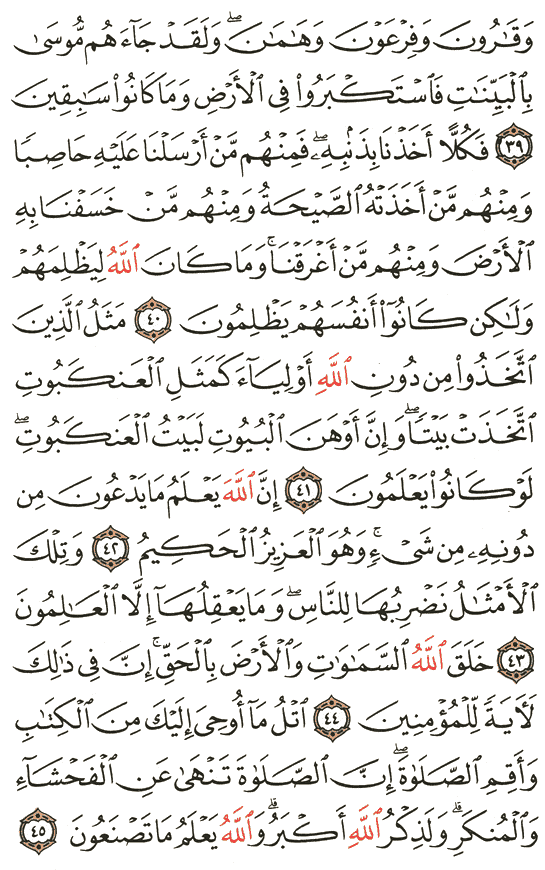 وَقَٰرُونَ وَفِرۡعَوۡنَ وَهَٰمَٰنَۖ وَلَقَدۡ جَآءَهُم مُّوسَىٰ
بِٱلۡبَيِّنَٰتِ فَٱسۡتَكۡبَرُواْ فِي ٱلۡأَرۡضِ وَمَا كَانُواْ سَٰبِقِينَ
٣٩ فَكُلًّا أَخَذۡنَا بِذَنۢبِهِۦۖ فَمِنۡهُم مَّنۡ أَرۡسَلۡنَا عَلَيۡهِ حَاصِبٗا
وَمِنۡهُم مَّنۡ أَخَذَتۡهُ ٱلصَّيۡحَةُ وَمِنۡهُم مَّنۡ خَسَفۡنَا بِهِ
ٱلۡأَرۡضَ وَمِنۡهُم مَّنۡ أَغۡرَقۡنَاۚ وَمَا كَانَ ٱللَّهُ لِيَظۡلِمَهُمۡ
وَلَٰكِن كَانُوٓاْ أَنفُسَهُمۡ يَظۡلِمُونَ ٤٠ مَثَلُ ٱلَّذِينَ
ٱتَّخَذُواْ مِن دُونِ ٱللَّهِ أَوۡلِيَآءَ كَمَثَلِ ٱلۡعَنكَبُوتِ
ٱتَّخَذَتۡ بَيۡتٗاۖ وَإِنَّ أَوۡهَنَ ٱلۡبُيُوتِ لَبَيۡتُ ٱلۡعَنكَبُوتِۖ
لَوۡ كَانُواْ يَعۡلَمُونَ ٤١ إِنَّ ٱللَّهَ يَعۡلَمُ مَا يَدۡعُونَ مِن
دُونِهِۦ مِن شَيۡءٖۚ وَهُوَ ٱلۡعَزِيزُ ٱلۡحَكِيمُ ٤٢ وَتِلۡكَ
ٱلۡأَمۡثَٰلُ نَضۡرِبُهَا لِلنَّاسِۖ وَمَا يَعۡقِلُهَآ إِلَّا ٱلۡعَٰلِمُونَ
٤٣ خَلَقَ ٱللَّهُ ٱلسَّمَٰوَٰتِ وَٱلۡأَرۡضَ بِٱلۡحَقِّۚ إِنَّ فِي ذَٰلِكَ
لَأٓيَةٗ لِّلۡمُؤۡمِنِينَ ٤٤ ٱتۡلُ مَآ أُوحِيَ إِلَيۡكَ مِنَ ٱلۡكِتَٰبِ
وَأَقِمِ ٱلصَّلَوٰةَۖ إِنَّ ٱلصَّلَوٰةَ تَنۡهَىٰ عَنِ ٱلۡفَحۡشَآءِ
وَٱلۡمُنكَرِۗ وَلَذِكۡرُ ٱللَّهِ أَكۡبَرُۗ وَٱللَّهُ يَعۡلَمُ مَا تَصۡنَعُونَ ٤٥